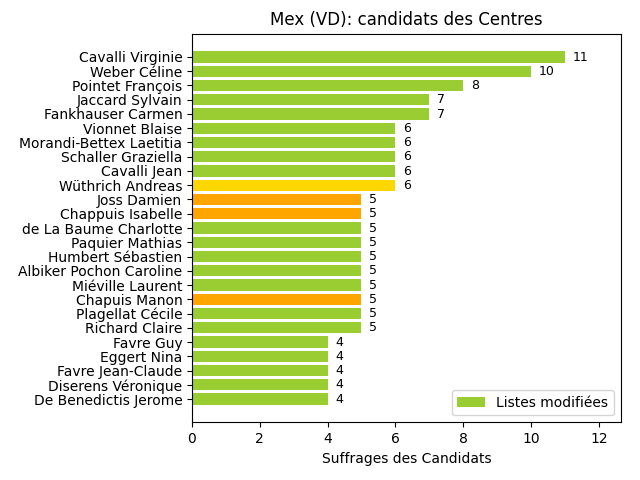 Mex (VD): candidats des Centres
Cavalli Virginie 11
Weber Céline 10
Pointet François 8
Jaccard Sylvain 7
Fankhauser Carmen 7
Vionnet Blaise 6
Morandi-Bettex Laetitia 6
Schaller Graziella 6
Cavalli Jean 6
Wüthrich Andreas 6
Joss Damien 5
Chappuis Isabelle 5
de La Baume Charlotte 5
Paquier Mathias 5
Humbert Sébastien 5
Albiker Pochon Caroline 5
Miéville Laurent 5
Chapuis Manon 5
Plagellat Cécile 5
Richard Claire 5
Favre Guy 4
Eggert Nina 4
Favre Jean-Claude 4
Diserens Véronique 4
De Benedictis Jerome 4
Listes modifiées
0 2 4 6 8 10 12
Suffrages des Candidats